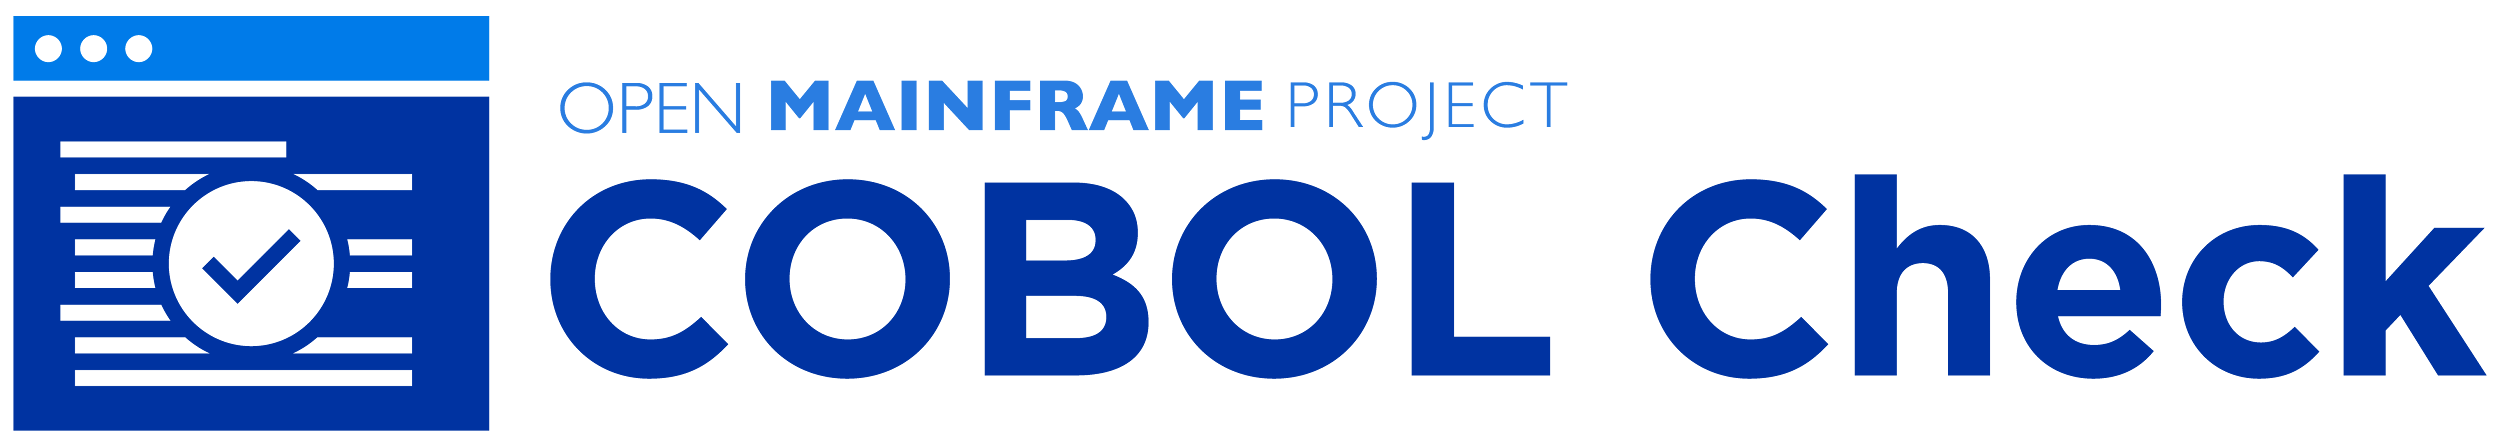 OPEN MAINFRAME PROJECT
COBOL Check